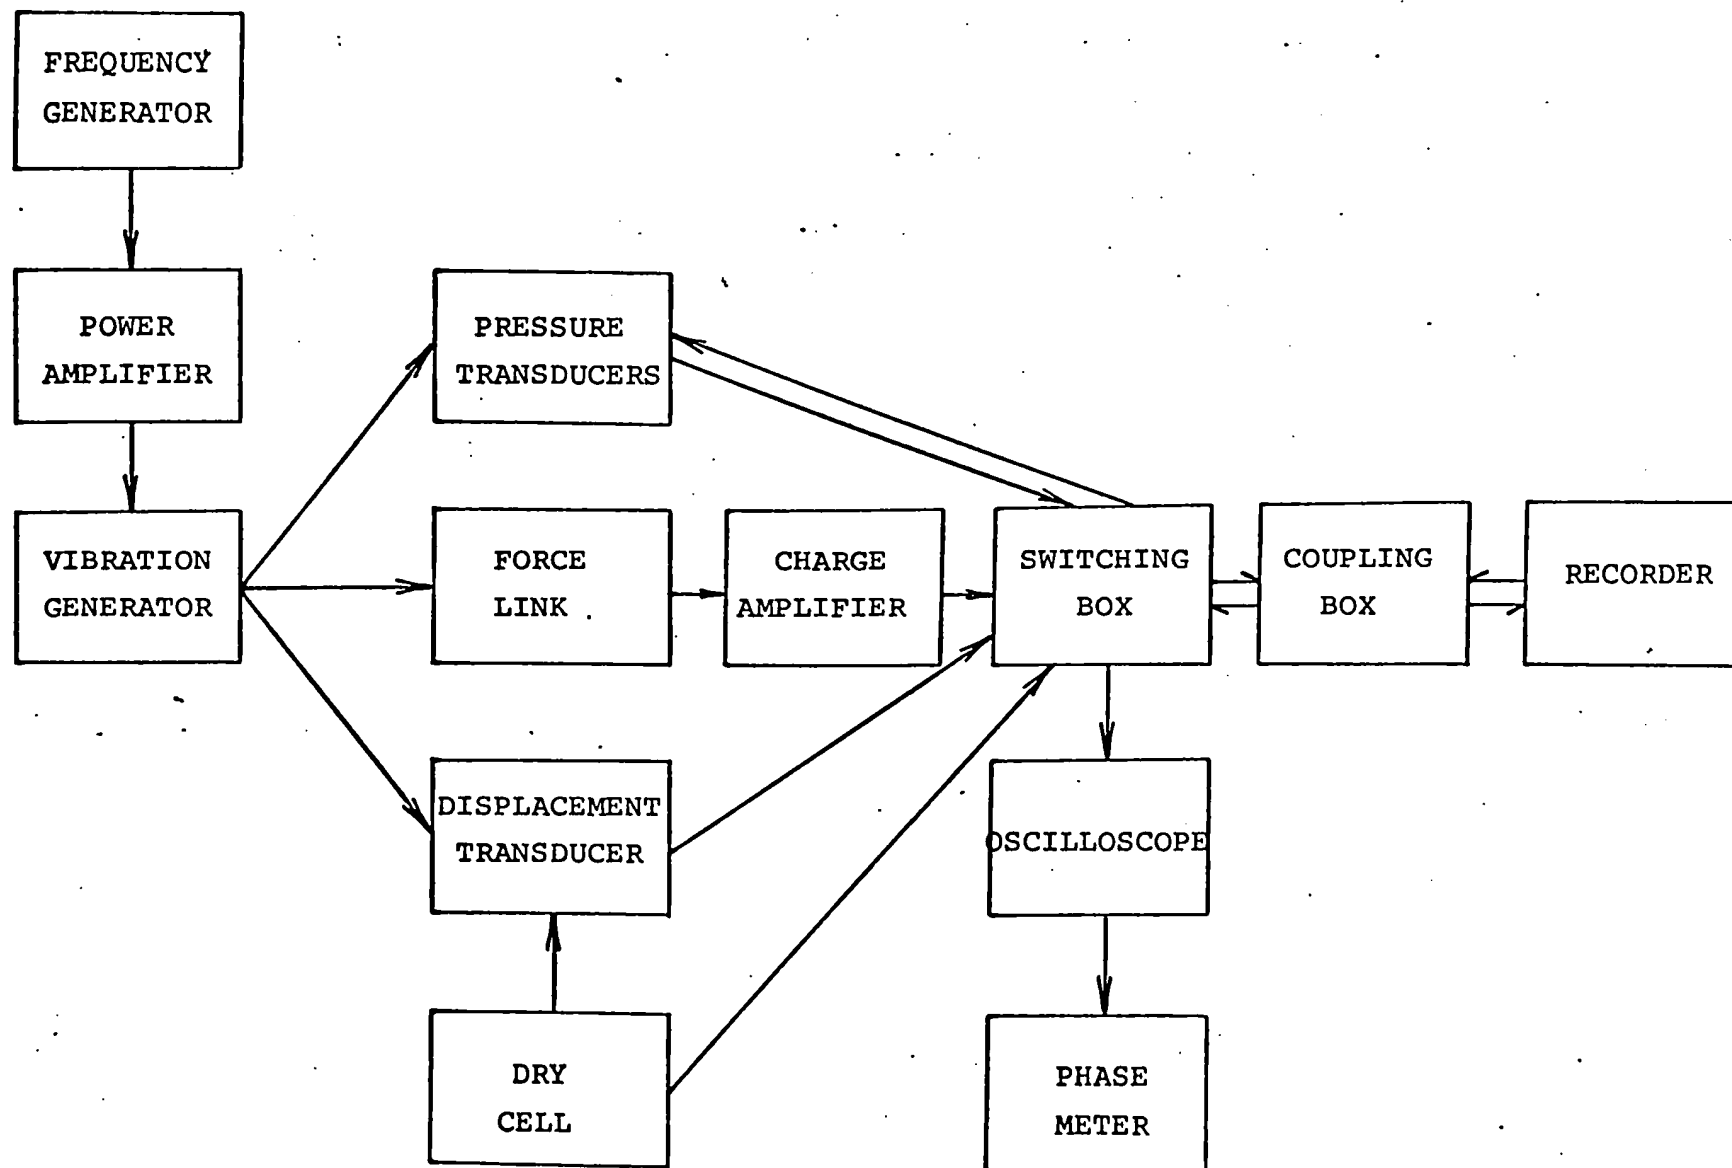 FREQUENCY
GENERATOR
POWER
AMPLIFIER
PRESSURE
TRANSDUCERS
VIBRATION
GENERATOR
FORCE
LINK
CHARGE
AMPLIFIER
SWITCHING
BOX
COUPLING
BOX
RECORDER
DISPLACEMENT
TRANSDUCER
OSCILLOSCOPE
DRY
CELL
PHASE
METER